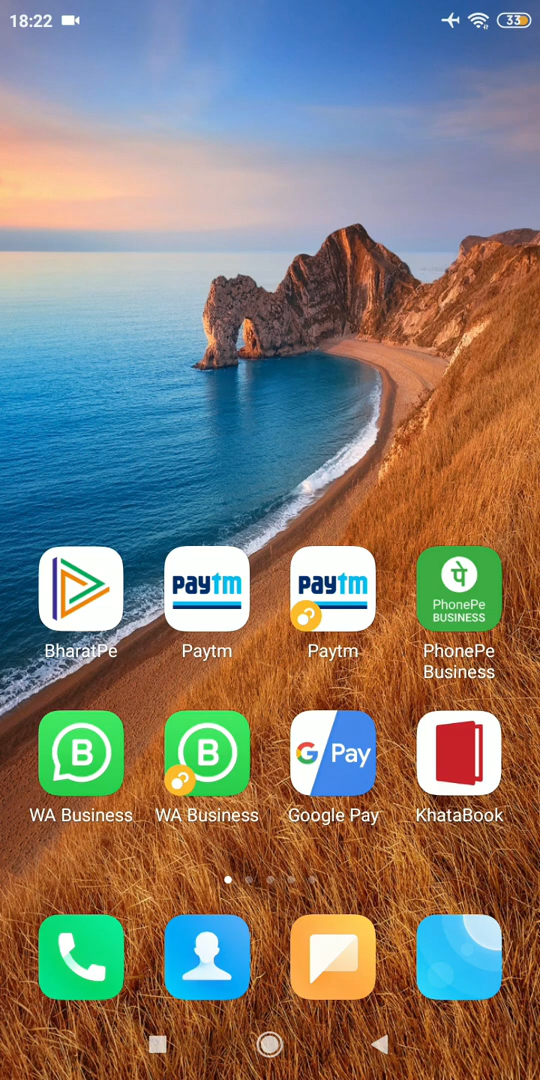 18:22
33
paytm
paytm
पे
PhonePe
BUSINESS
BharatPe
Paytm
Paytm
PhonePe
Business
B
B
G Pay
WA Business
WA Business
Google Pay
KhataBook